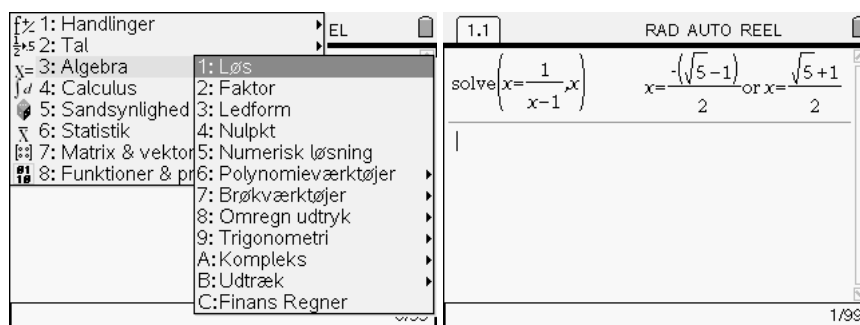 1: Handlinger
2: Tal
3: Algebra
4: Calculus
5: Sandsynlighed
6: Statistik
7: Matrix & vektor
8: Funktioner & pr
1: Løs
2: Faktor
3: Ledform
4: Nulpkt
5: Numerisk løsning
6: Polynomieværktøjer
7: Brøkværktøjer
8: Omregn udtryk
9: Trigonometri
A: Kompleks
B: Udtræk
C: Finans Regner
EL
1.1 RAD AUTO REEL
solve(x=1/(x-1),x) x=-(√5-1)/2 or x=(√5+1)/2
1/99